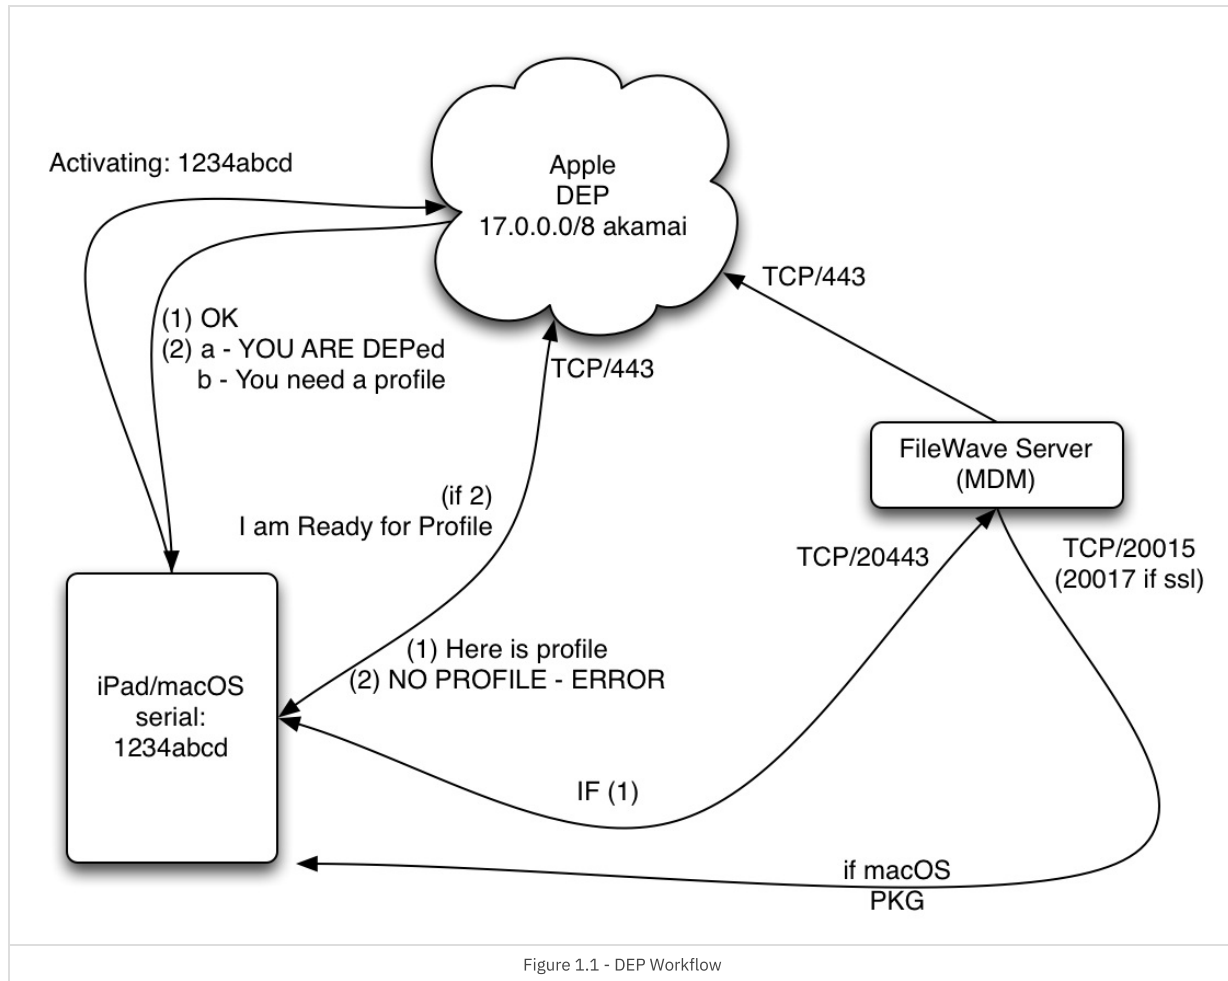 Activating: 1234abcd
Apple
DEP
17.0.0.0/8 akamai
TCP/443
(1) OK
(2) a - YOU ARE DEPed
b - You need a profile
TCP/443
FileWave Server
(MDM)
(if 2)
I am Ready for Profile
TCP/20443
TCP/20015
(20017 if ssl)
(1) Here is profile
(2) NO PROFILE - ERROR
iPad/macOS
serial:
1234abcd
IF (1)
if macOS
PKG
Figure 1.1 - DEP Workflow